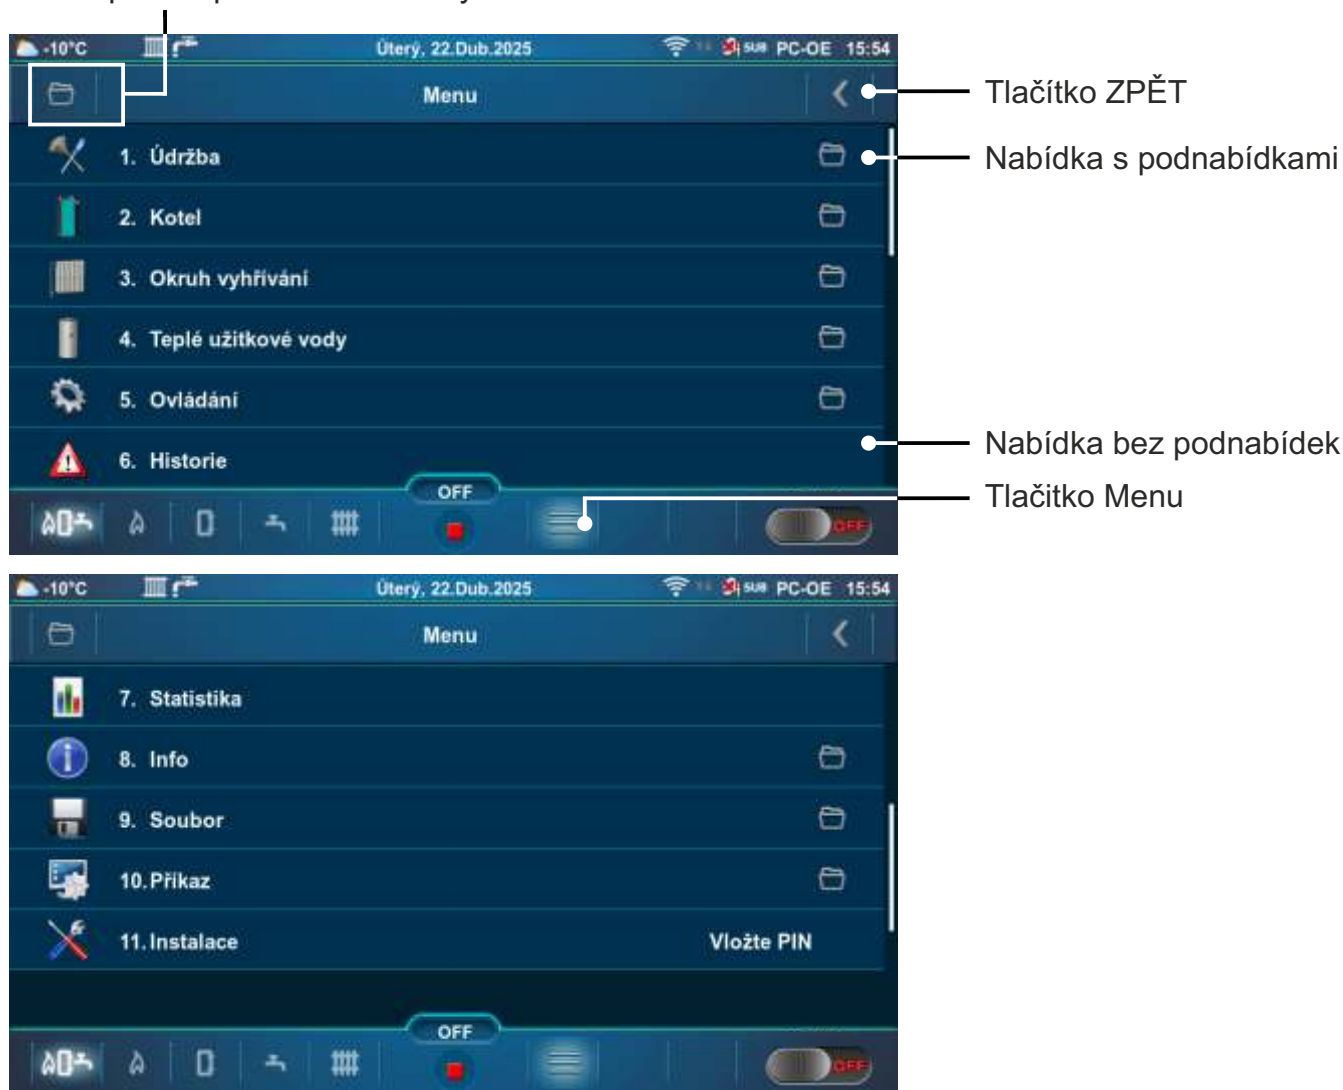 -10°C Úterý, 22.Dub.2025 SUB PC-OE 15:54
Menu
Tlačítko ZPĚT
1. Údržba
Nabídka s podnabídkami
2. Kotel
3. Okruh vyhřívání
4. Teplé užitkové vody
5. Ovládání
Nabídka bez podnabídek
6. Historie
OFF
Tlačitko Menu
OFF
-10°C Úterý, 22.Dub.2025 SUB PC-OE 15:54
Menu
7. Statistika
8. Info
9. Soubor
10. Příkaz
11. Instalace Vložte PIN
OFF
OFF